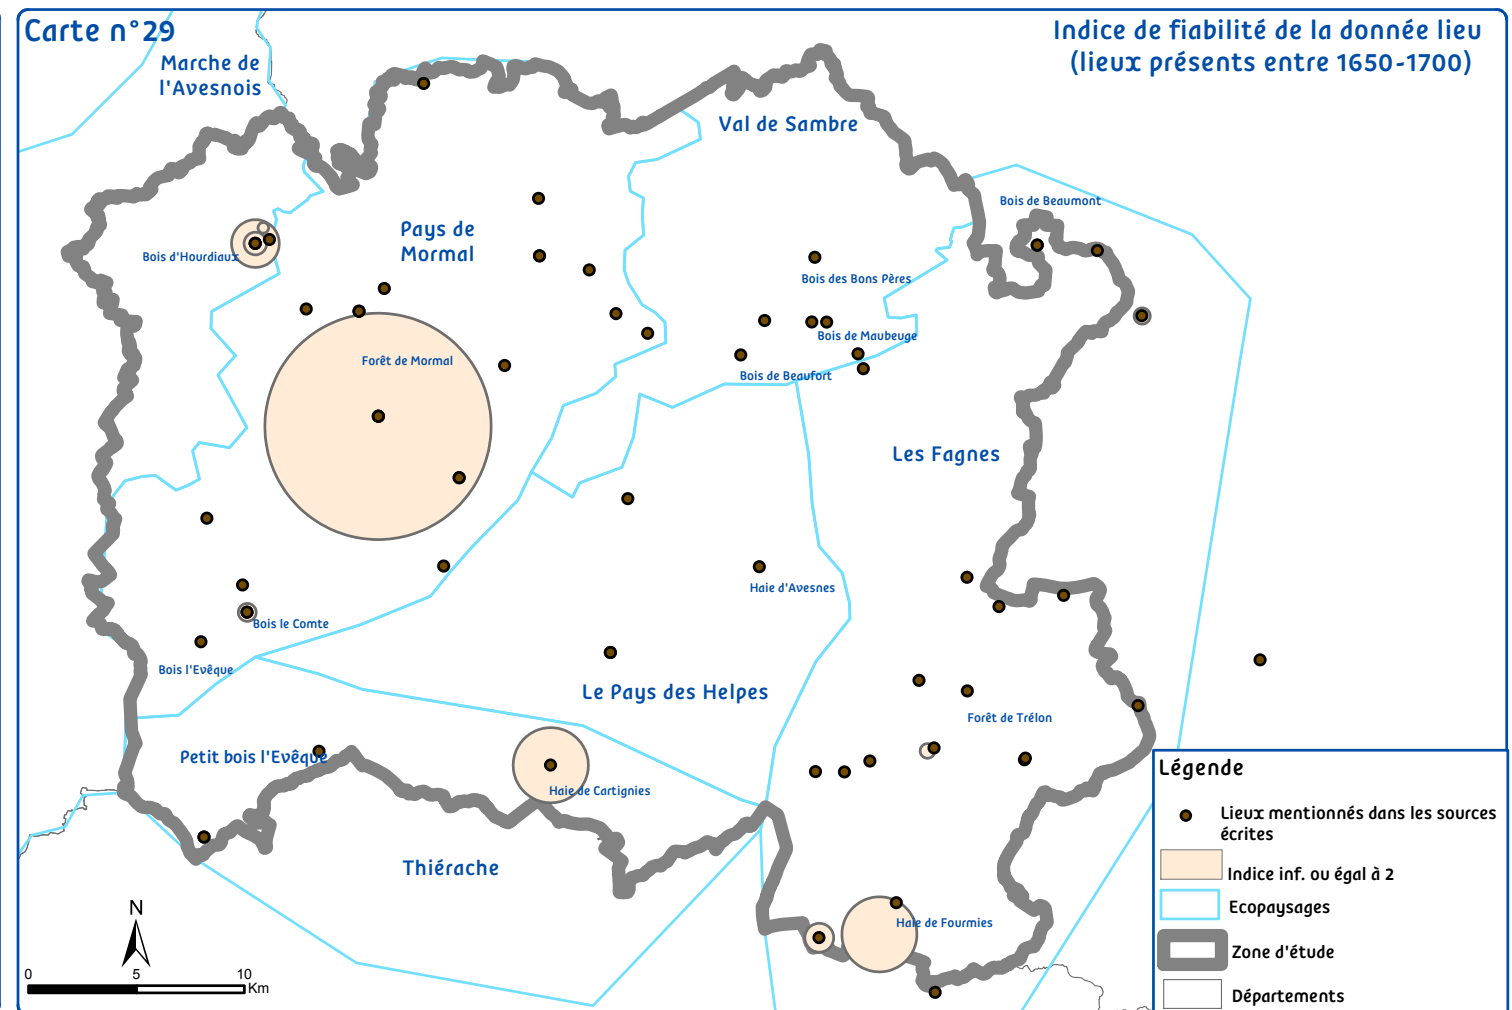 Carte n°29
Indice de fiabilité de la donnée lieu
(lieux présents entre 1650-1700)
Marche de
l'Avesnois
Val de Sambre
Bois de Beaumont
Pays de
Mormal
Bois d'Hourdiaux
Bois des Bons Pères
Bois de Maubeuge
Forêt de Mormal
Bois de Beaufort
Les Fagnes
Haie d'Avesnes
Bois le Comte
Bois l'Evêque
Le Pays des Helpes
Forêt de Trélon
Petit bois l'Evêque
Haie de Cartignies
Thiérache
Haie de Fourmies
Légende
Lieux mentionnés dans les sources
écrites
Indice inf. ou égal à 2
Ecopaysages
Zone d'étude
Départements
N
0 5 10
Km